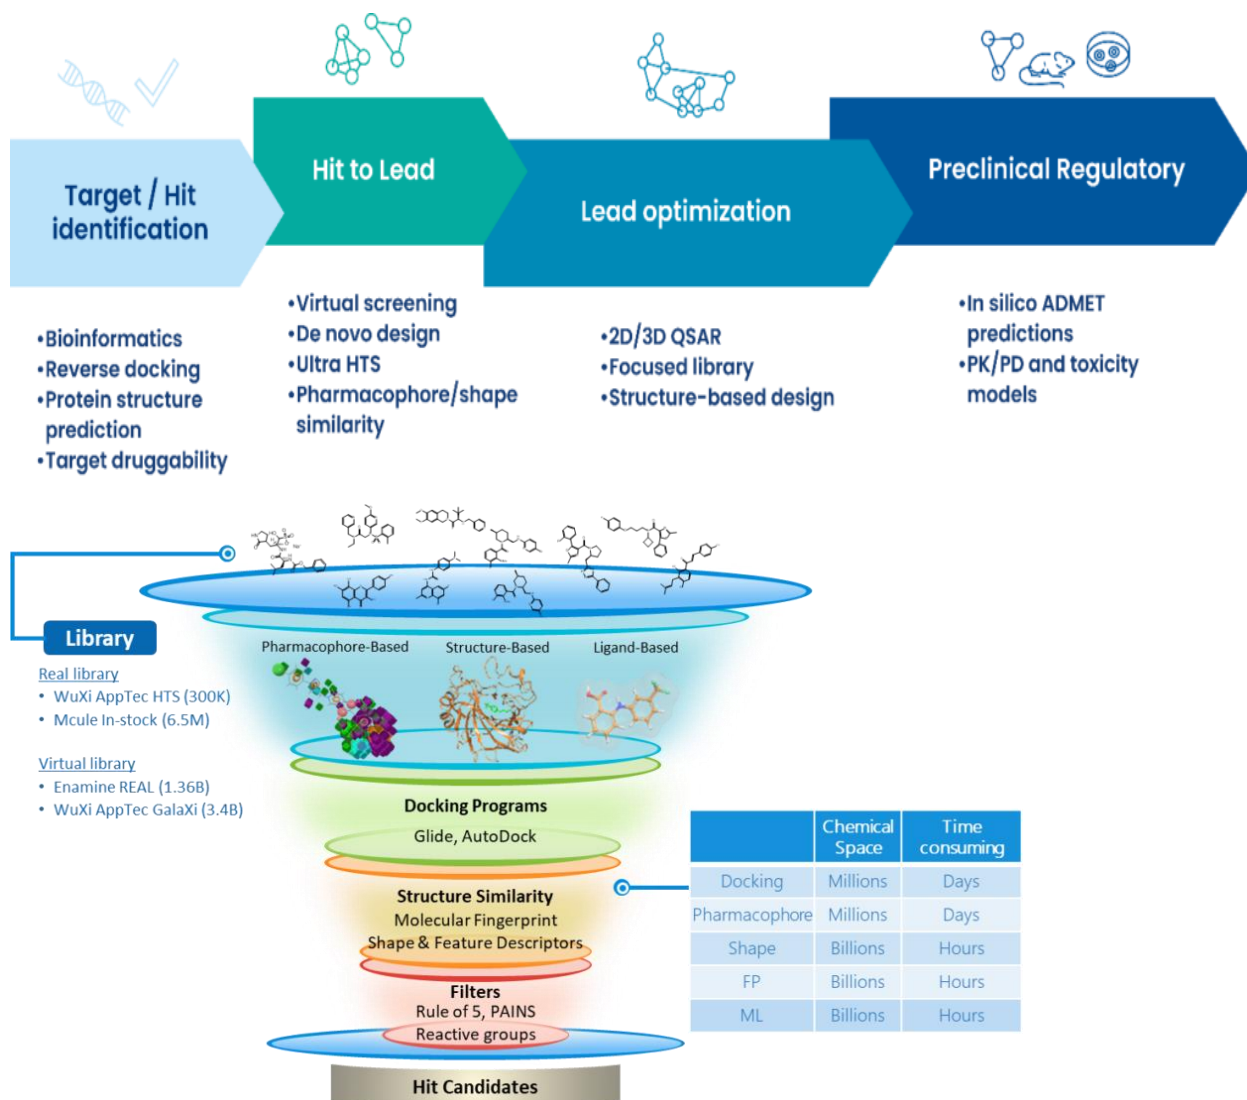 Target / Hit
identification
Hit to Lead
Lead optimization
Preclinical Regulatory
•Bioinformatics
•Reverse docking
•Protein structure
prediction
•Target druggability
•Virtual screening
•De novo design
•Ultra HTS
•Pharmacophore/shape
similarity
•2D/3D QSAR
•Focused library
•Structure-based design
•In silico ADMET
predictions
•PK/PD and toxicity
models
Library
Real library
• WuXi AppTec HTS (300K)
• Mcule In-stock (6.5M)
Virtual library
• Enamine REAL (1.36B)
• WuXi AppTec GalaXi (3.4B)
Pharmacophore-Based Structure-Based Ligand-Based
Docking Programs
Glide, AutoDock
Structure Similarity
Molecular Fingerprint
Shape & Feature Descriptors
Filters
Rule of 5, PAINS
Reactive groups
Hit Candidates
Chemical Space Time consuming
Docking Millions Days
Pharmacophore Millions Days
Shape Billions Hours
FP Billions Hours
ML Billions Hours